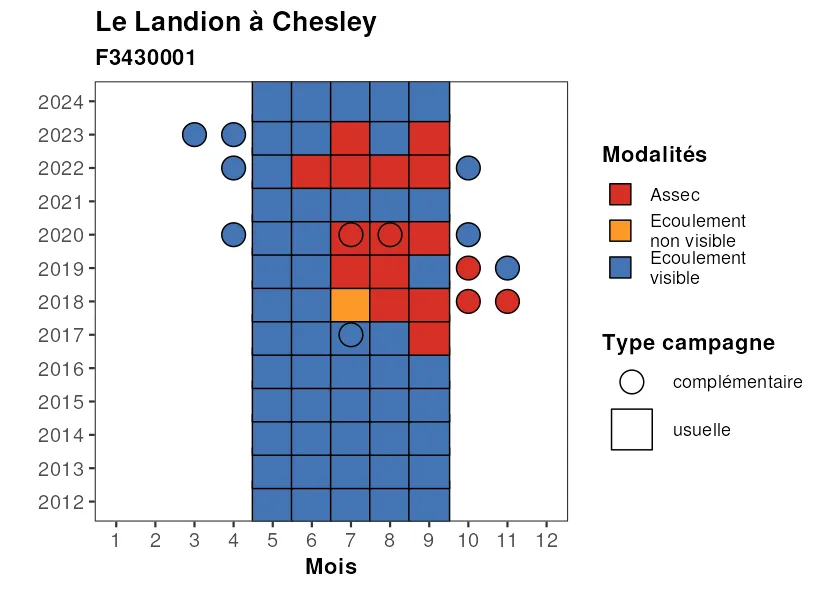 Le Landion à Chesley
F3430001
2024
2023
2022
2021
2020
2019
2018
2017
2016
2015
2014
2013
2012
1 2 3 4 5 6 7 8 9 10 11 12
Mois
Modalités
Assec
Ecoulement
non visible
Ecoulement
visible
Type campagne
complémentaire
usuelle